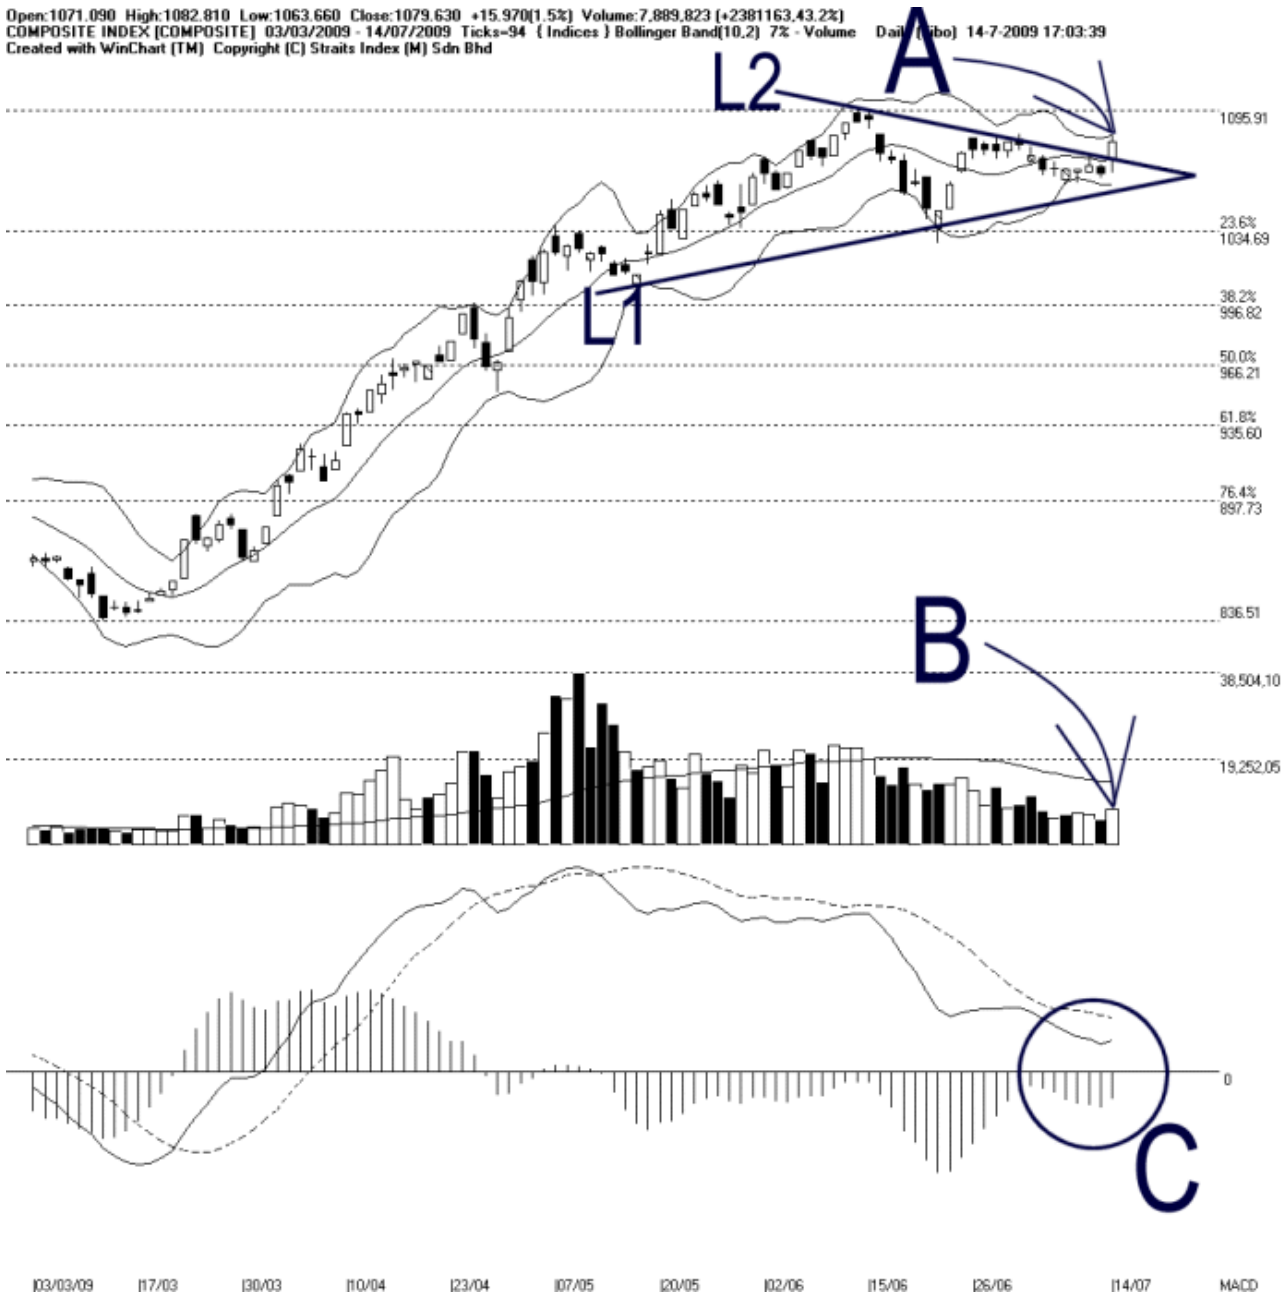 Open:1071.090 High:1082.810 Low:1063.660 Close:1079.630 +15.970(1.5%) Volume:7,889,823 (+2381163,43.2%)
COMPOSITE INDEX [COMPOSITE] 03/03/2009 - 14/07/2009 Ticks=94 { Indices } Bollinger Band(10,2) 7% - Volume 14-7-2009 17:03:39
Created with WinChart (TM) Copyright (C) Straits Index (M) Sdn Bhd
A
L2
1095.91
23.6%
1034.69
L1
38.2%
996.82
50.0%
966.21
61.8%
935.60
76.4%
897.73
836.51
B
38,504,10
19,252,05
0
C
03/03/09 17/03 30/03 10/04 23/04 07/05 20/05 02/06 15/06 26/06 14/07 MACD